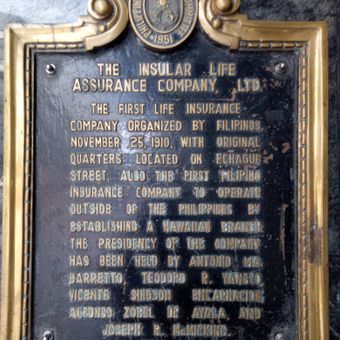 1951
THE INSULAR LIFE
ASSURANCE COMPANY, LTD.
THE FIRST LIFE INSURANCE
COMPANY ORGANIZED BY FILIPINOS,
NOVEMBER 25, 1910, WITH ORIGINAL
QUARTERS LOCATED ON ECHAGUE
STREET. ALSO THE FIRST FILIPINO
INSURANCE COMPANY TO OPERATE
OUTSIDE OF THE PHILIPPINES BY
ESTABLISHING A HAWAIIAN BRANCH.
THE PRESIDENCY OF THE COMPANY
HAS BEEN HELD BY ANTONIO MA.
BARRETTO, TEODORO R. YANGCO,
VICENTE SINGSON ENCARNACION,
ALFONSO ZOBEL DE AYALA, AND
JOSEPH R. McMICKING.